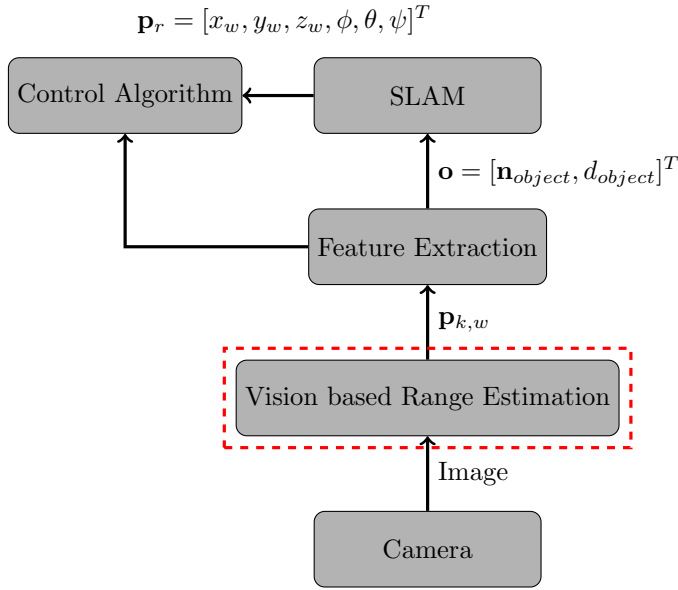 𝐩_r = [x_w, y_w, z_w, ϕ, θ, ψ]^T
Control Algorithm
SLAM
𝐨 = [𝐧_object, d_object]^T
Feature Extraction
𝐩_k,w
Vision based Range Estimation
Image
Camera